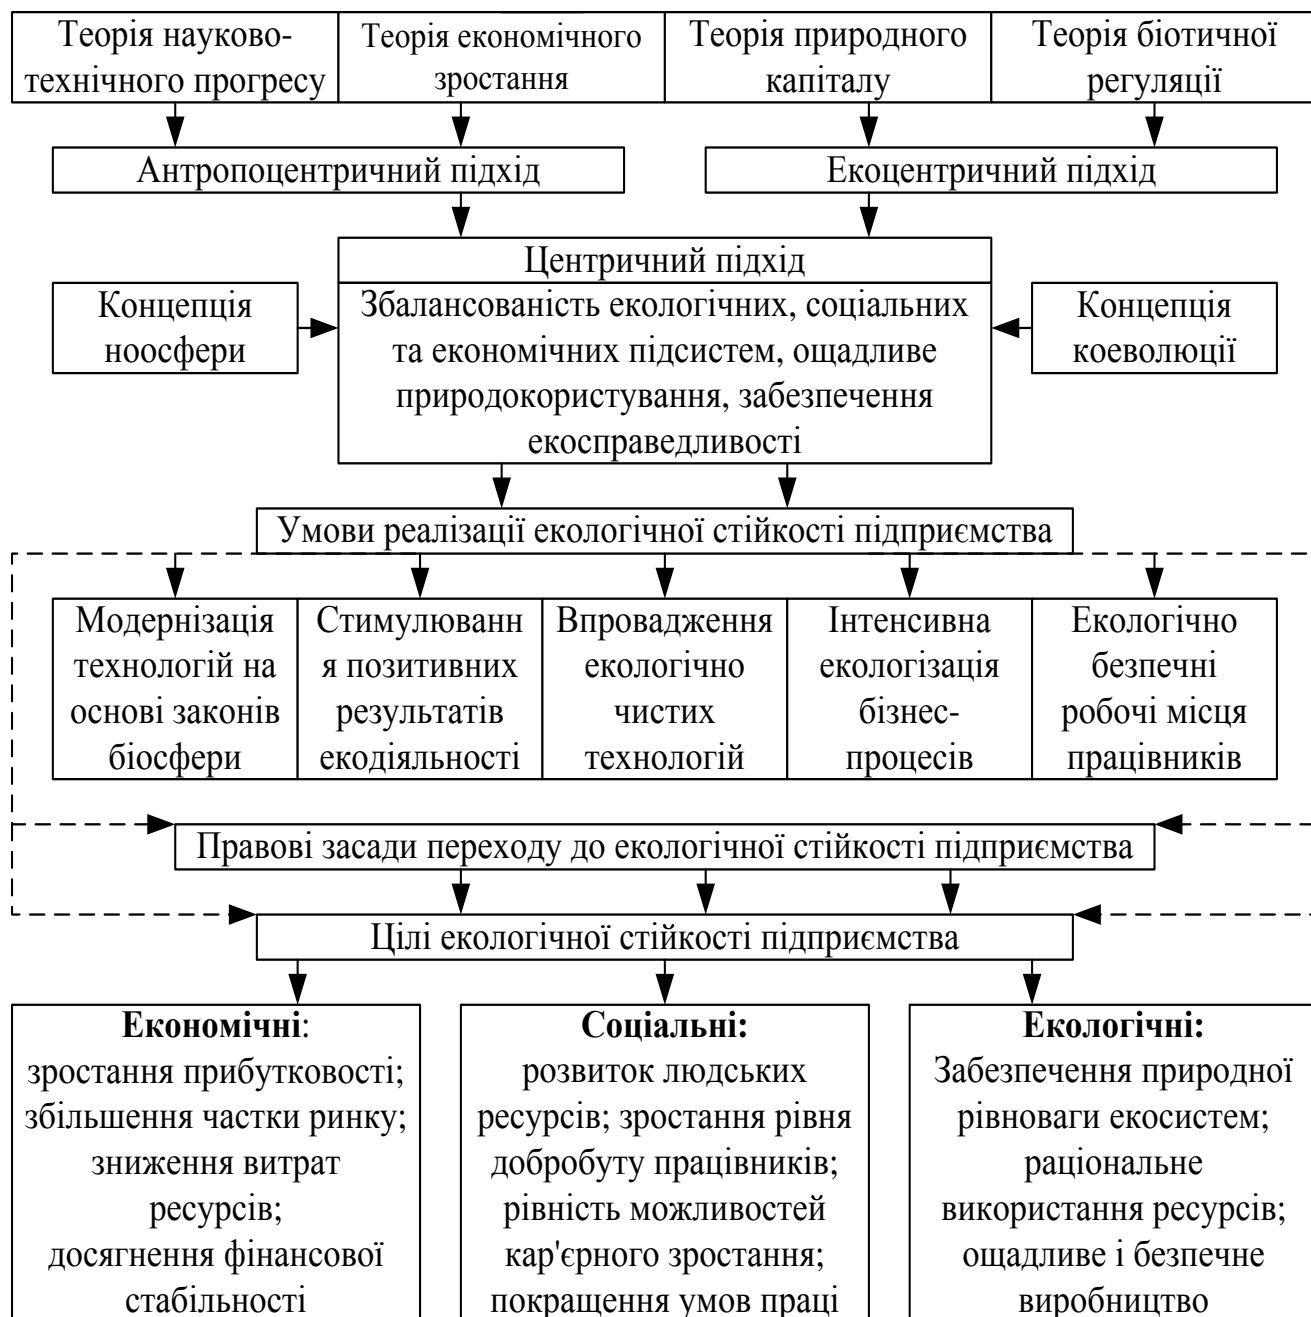 Теорія науково-
технічного прогресу
Теорія економічного
зростання
Теорія природного
капіталу
Теорія біотичної
регуляції
Антропоцентричний підхід
Екоцентричний підхід
Центричний підхід
Концепція
ноосфери
Збалансованість екологічних, соціальних
та економічних підсистем, ощадливе
природокористування, забезпечення
екосправедливості
Концепція
коеволюції
Умови реалізації екологічної стійкості підприємства
Модернізація
технологій на
основі законів
біосфери
Стимулюванн
я позитивних
результатів
екодіяльності
Впровадження
екологічно
чистих
технологій
Інтенсивна
екологізація
бізнес-
процесів
Екологічно
безпечні
робочі місця
працівників
Правові засади переходу до екологічної стійкості підприємства
Цілі екологічної стійкості підприємства
Економічні:
зростання прибутковості;
збільшення частки ринку;
зниження витрат
ресурсів;
досягнення фінансової
стабільності
Соціальні:
розвиток людських
ресурсів; зростання рівня
добробуту працівників;
рівність можливостей
кар'єрного зростання;
покращення умов праці
Екологічні:
Забезпечення природної
рівноваги екосистем;
раціональне
використання ресурсів;
ощадливе і безпечне
виробництво